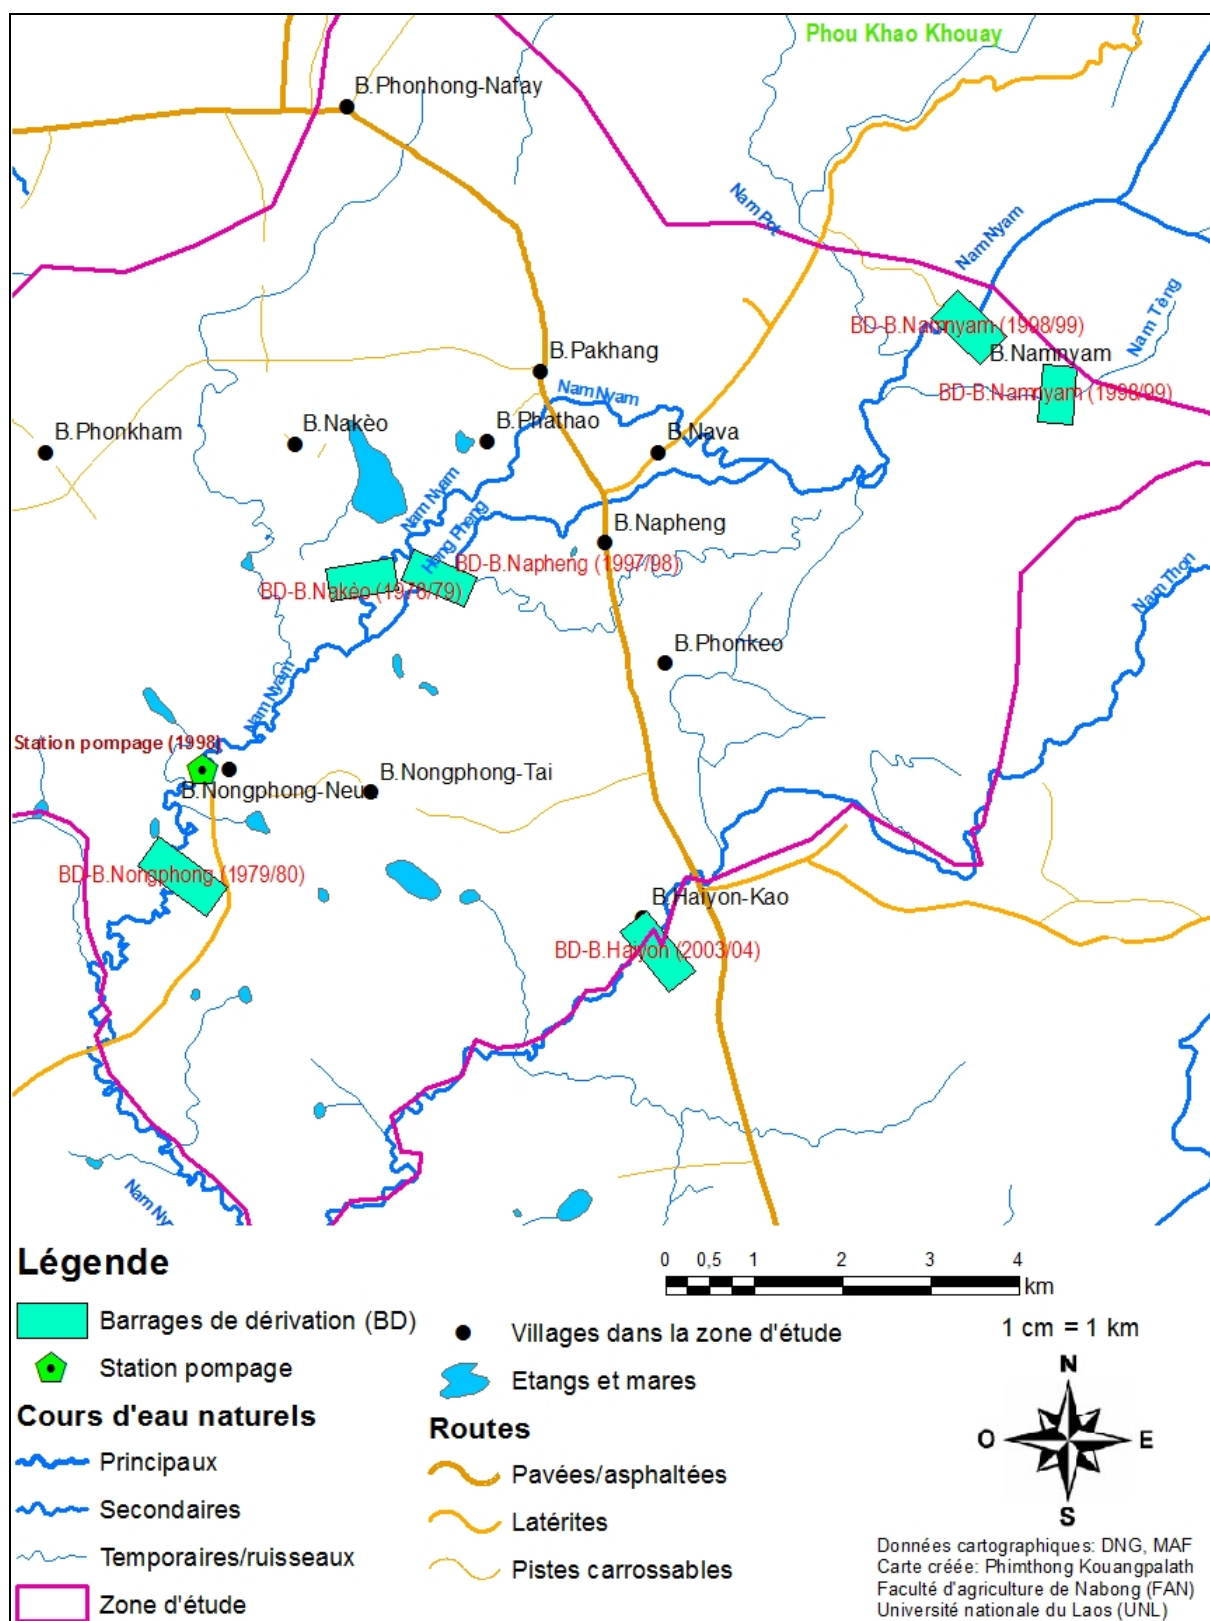 Phou Khao Khouay
B.Phonhong-Nafay
Nam Pot
Nam Nyam
Nam Tèng
BD-B.Namnyam (1998/99)
B.Namnyam
B.Pakhang
BD-B.Namnyam (1998/99)
Nam Nyam
B.Phonkham
B.Nakèo
B.Phathao
B.Nava
Nam Nyam
Hong Pheng
B.Napheng
BD-B.Napheng (1997/98)
BD-B.Nakèo (1978/79)
Nam Thon
B.Phonkeo
Nam Nyam
Station pompage (1998)
B.Nongphong-Tai
B.Nongphong-Neua
BD-B.Nongphong (1979/80)
B.Haiyon-Kao
BD-B.Haiyon (2003/04)
Nam Ny
Légende
0 0,5 1 2 3 4
km
Barrages de dérivation (BD)
Villages dans la zone d'étude
1 cm = 1 km
Station pompage
Etangs et mares
N
O E
S
Cours d'eau naturels
Routes
Principaux
Pavées/asphaltées
Secondaires
Latérites
Temporaires/ruisseaux
Pistes carrossables
Zone d'étude
Données cartographiques: DNG, MAF
Carte créée: Phimthong Kouangpalath
Faculté d'agriculture de Nabong (FAN)
Université nationale du Laos (UNL)